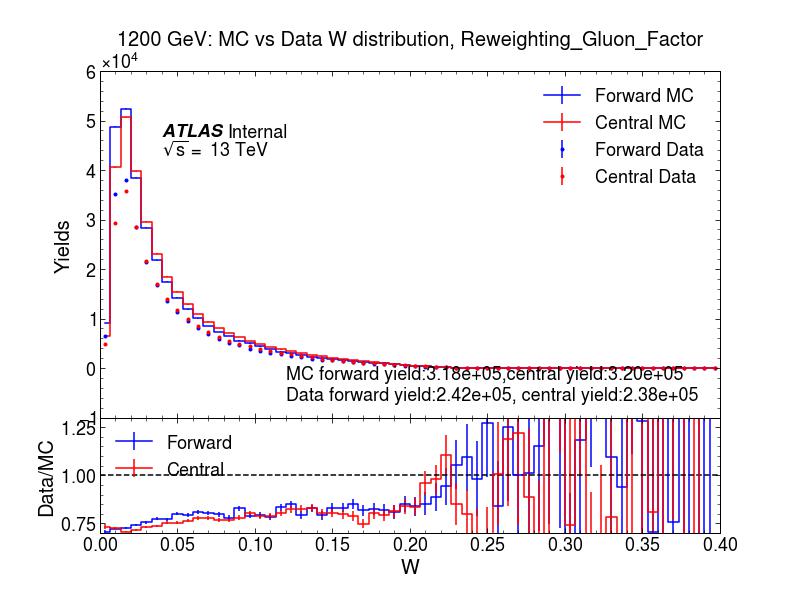 1200 GeV: MC vs Data W distribution, Reweighting_Gluon_Factor
×10⁴
6
5
4
3
2
1
0
1
Yields
ATLAS Internal
√s = 13 TeV
Forward MC
Central MC
Forward Data
Central Data
MC forward yield:3.18e+05,central yield:3.20e+05
Data forward yield:2.42e+05, central yield:2.38e+05
1.25
1.00
0.75
Data/MC
Forward
Central
0.00 0.05 0.10 0.15 0.20 0.25 0.30 0.35 0.40
W